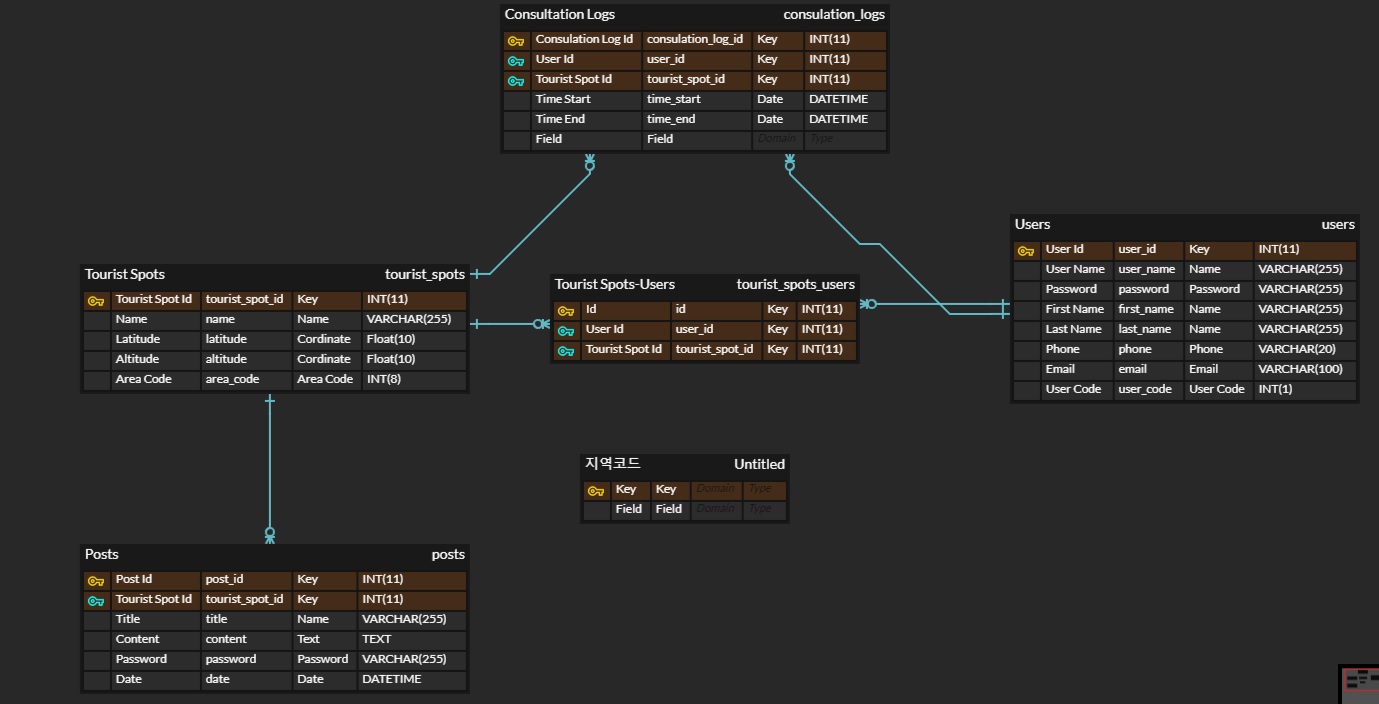 Consultation Logs consulation_logs
Consulation Log Id consulation_log_id Key INT(11)
User Id user_id Key INT(11)
Tourist Spot Id tourist_spot_id Key INT(11)
Time Start time_start Date DATETIME
Time End time_end Date DATETIME
Field Field Domain Type
Users users
User Id user_id Key INT(11)
User Name user_name Name VARCHAR(255)
Password password Password VARCHAR(255)
First Name first_name Name VARCHAR(255)
Last Name last_name Name VARCHAR(255)
Phone phone Phone VARCHAR(20)
Email email Email VARCHAR(100)
User Code user_code User Code INT(1)
Tourist Spots tourist_spots
Tourist Spot Id tourist_spot_id Key INT(11)
Name name Name VARCHAR(255)
Latitude latitude Cordinate Float(10)
Altitude altitude Cordinate Float(10)
Area Code area_code Area Code INT(8)
Tourist Spots-Users tourist_spots_users
Id id Key INT(11)
User Id user_id Key INT(11)
Tourist Spot Id tourist_spot_id Key INT(11)
지역코드 Untitled
Key Key Domain Type
Field Field Domain Type
Posts posts
Post Id post_id Key INT(11)
Tourist Spot Id tourist_spot_id Key INT(11)
Title title Name VARCHAR(255)
Content content Text TEXT
Password password Password VARCHAR(255)
Date date Date DATETIME